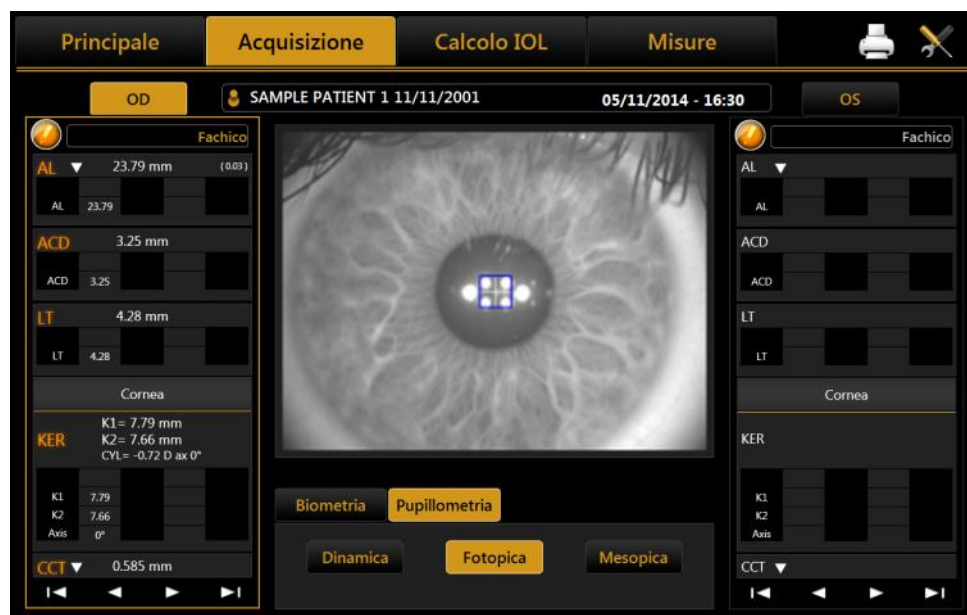 Principale Acquisizione Calcolo IOL Misure
OD SAMPLE PATIENT 1 11/11/2001 05/11/2014 - 16:30 OS
Fachico
AL 23.79 mm (0.03)
AL 23.79
ACD 3.25 mm
ACD 3.25
LT 4.28 mm
LT 4.28
Cornea
KER
K1= 7.79 mm
K2= 7.66 mm
CYL= -0.72 D ax 0°
K1 7.79
K2 7.66
Axis 0°
CCT 0.585 mm
Biometria Pupillometria
Dinamica Fotopica Mesopica
Fachico
AL
AL
ACD
ACD
LT
LT
Cornea
KER
K1
K2
Axis
CCT